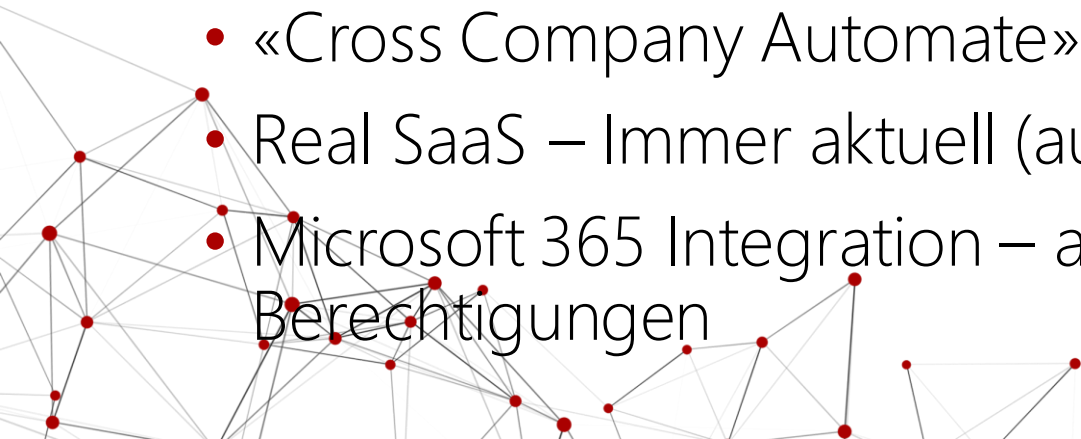 • «Cross Company Automate»
• Real SaaS – Immer aktuell
• Microsoft 365 Integration –
Berechtigungen